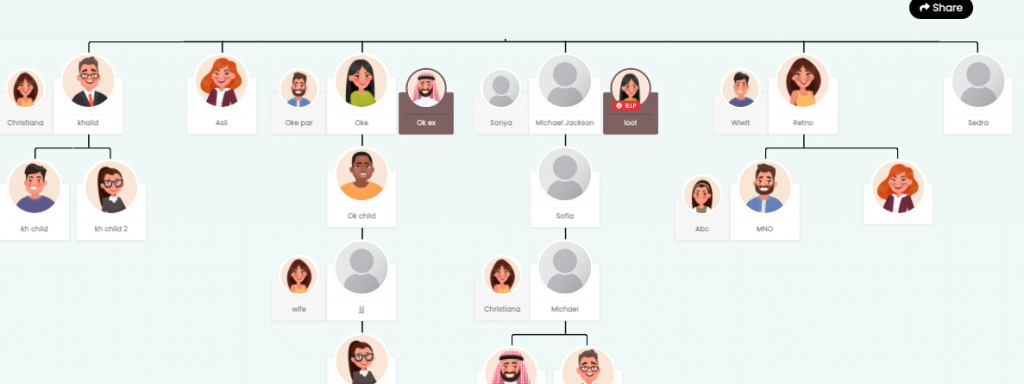 Share
Christiana
khalid
Asil
Oke par
Oke
Ok ex
Sonya
Michael Jackson
R.I.P
lool
Wiwit
Retno
Sedra
kh child
kh child 2
Ok child
Sofia
Abc
MNO
wife
jjj
Christiana
Michael